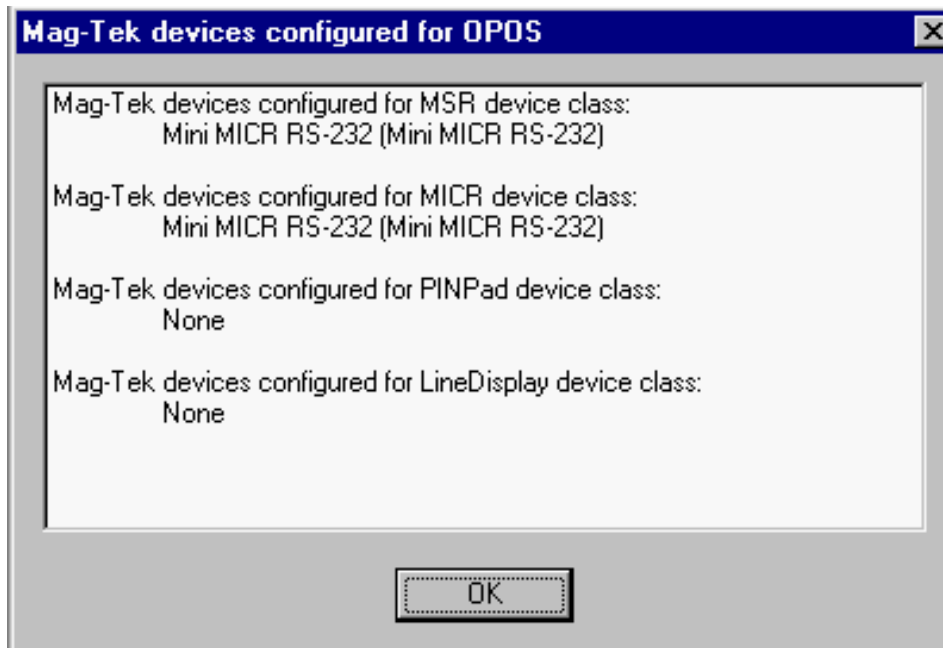 Mag-Tek devices configured for OPOS
Mag-Tek devices configured for MSR device class:
Mini MICR RS-232 (Mini MICR RS-232)
Mag-Tek devices configured for MICR device class:
Mini MICR RS-232 (Mini MICR RS-232)
Mag-Tek devices configured for PINPad device class:
None
Mag-Tek devices configured for LineDisplay device class:
None
OK